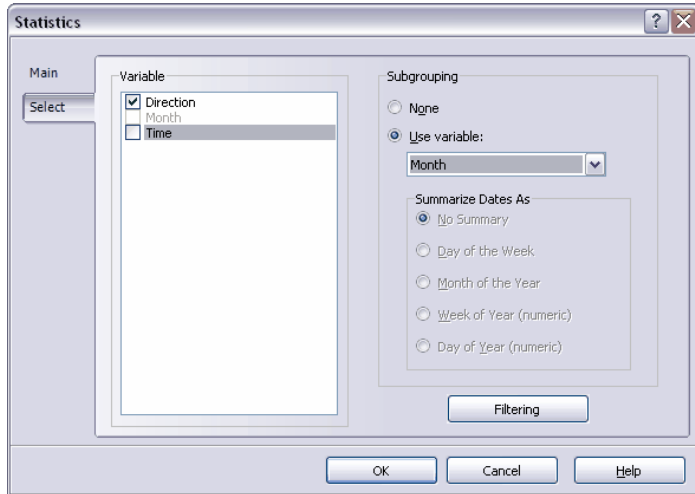 Statistics
Main
Select
Variable
Direction
Month
Time
Subgrouping
None
Use variable:
Month
Summarize Dates As
No Summary
Day of the Week
Month of the Year
Week of Year (numeric)
Day of Year (numeric)
Filtering
OK
Cancel
Help